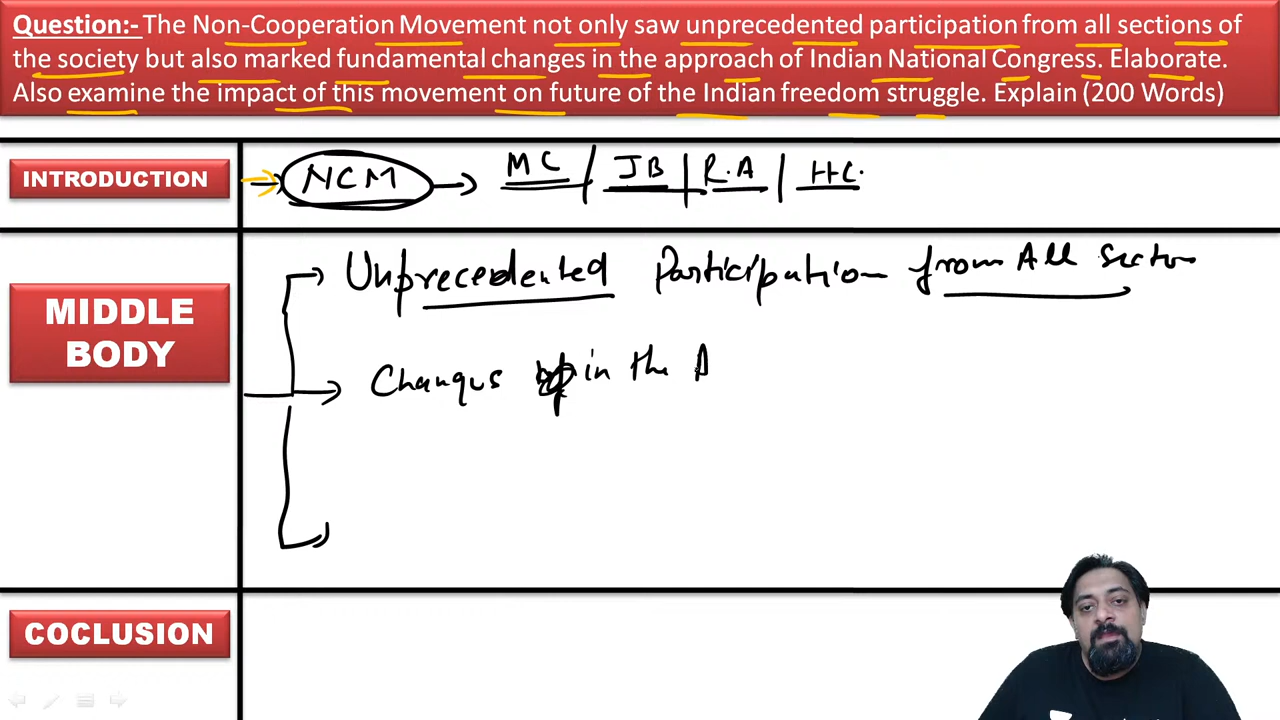 Question:- The Non-Cooperation Movement not only saw unprecedented participation from all sections of
the society but also marked fundamental changes in the approach of Indian National Congress. Elaborate.
Also examine the impact of this movement on future of the Indian freedom struggle. Explain (200 Words)
INTRODUCTION
NCM MC / JB | R.A | HC.
MIDDLE
BODY
Unprecedented Participation from All
Changes in the A
COCLUSION